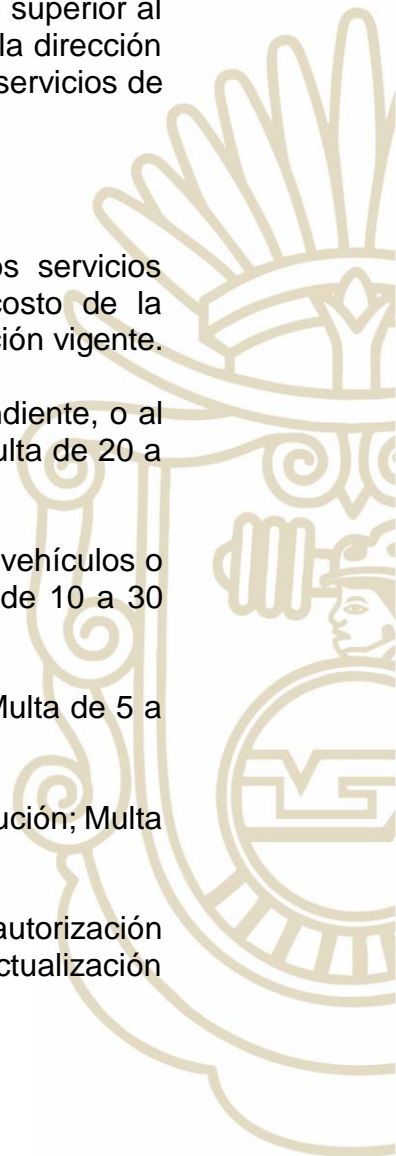 superior al
la dirección
servicios de
os servicios
costo de la
ción vigente.
ndiente, o al
ulta de 20 a
vehículos o
de 10 a 30
Multa de 5 a
ución; Multa
autorización
ctualización